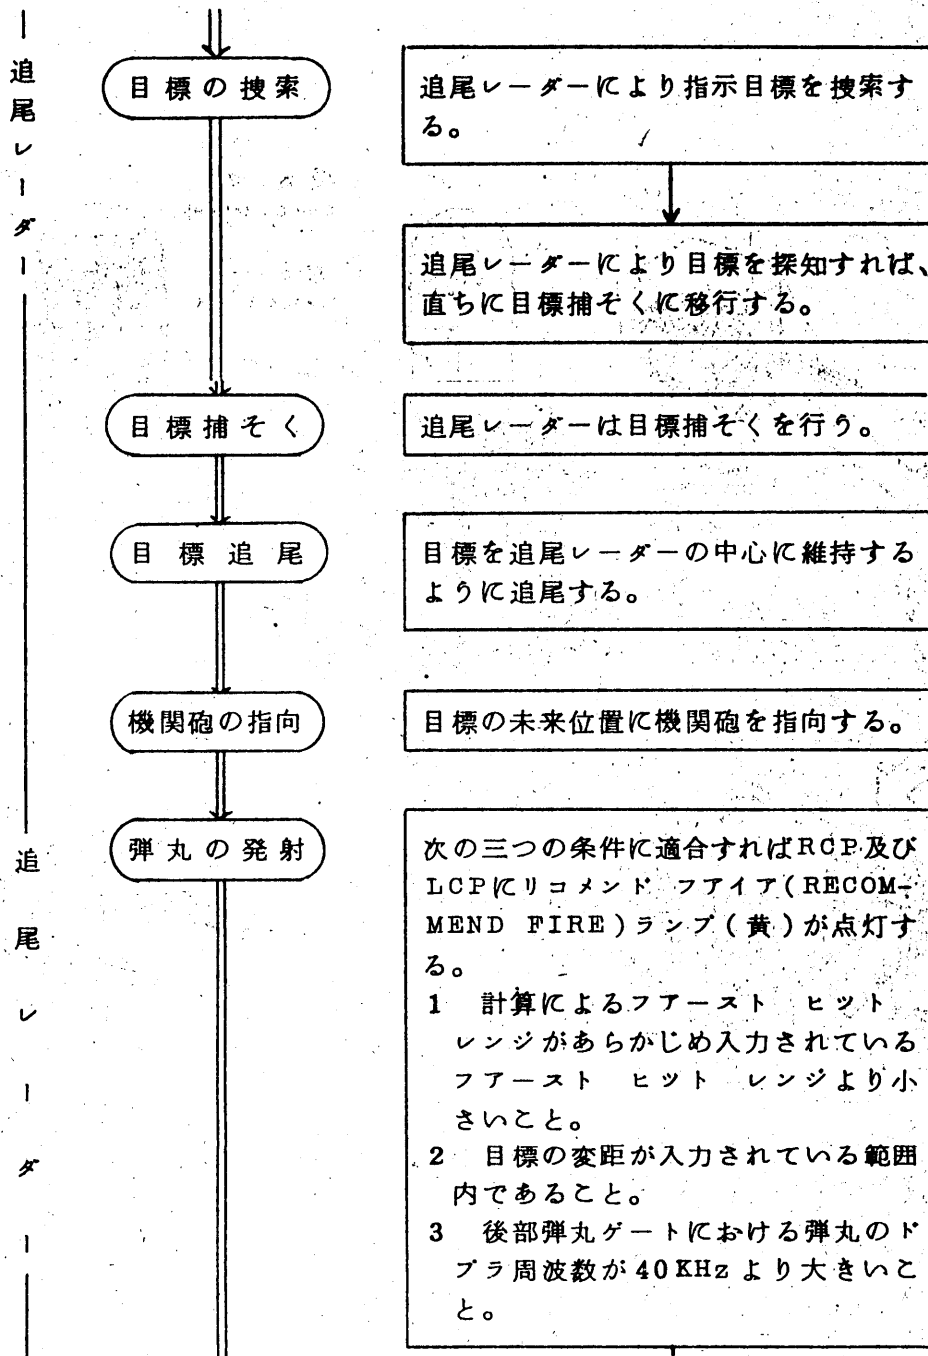 追尾レーダー
目標の捜索
追尾レーダーにより指示目標を捜索す
る。
追尾レーダーにより目標を探知すれば、
直ちに目標捕そくに移行する。
目標捕そく
追尾レーダーは目標捕そくを行う。
目標追尾
目標を追尾レーダーの中心に維持する
ように追尾する。
機関砲の指向
目標の未来位置に機関砲を指向する。
追尾レーダー
弾丸の発射
次の三つの条件に適合すればRCP及び
LCPにリコメンド フアイア(RECOM-
MEND FIRE)ランプ(黄)が点灯す
る。
1 計算によるフアースト ヒット
レンジがあらかじめ入力されている
フアースト ヒット レンジより小
さいこと。
2 目標の変距が入力されている範囲
内であること。
3 後部弾丸ゲートにおける弾丸のド
プラ周波数が40KHzより大きいこ
と。